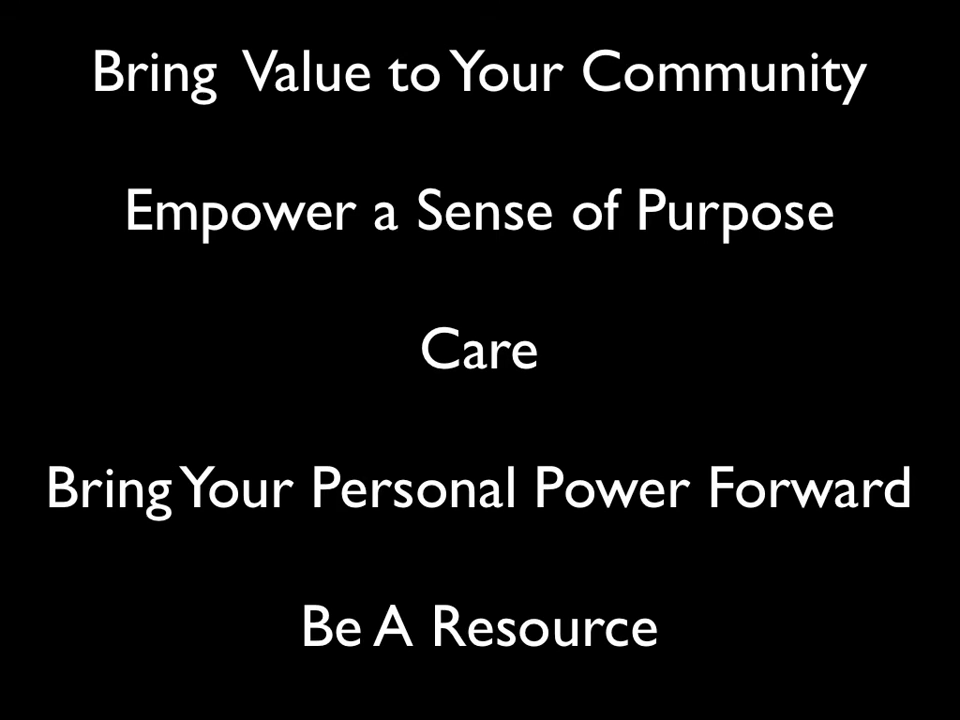 Bring Value to Your Community
Empower a Sense of Purpose
Care
Bring Your Personal Power Forward
Be A Resource